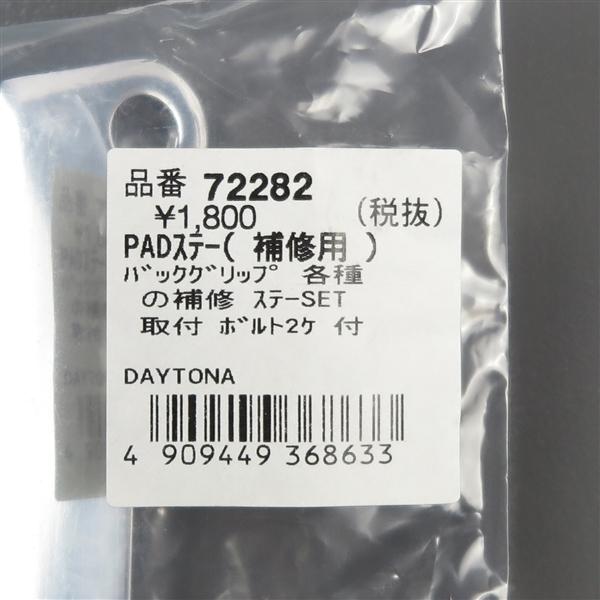 品番 72282
¥1,800 (税抜)
PADｽﾃｰ( 補修用 )
ﾊﾞｯｸｸﾞﾘｯﾌﾟ 各種
の補修 ｽﾃｰSET
取付 ﾎﾞﾙﾄ2ｹ 付
DAYTONA
4 909449 368633